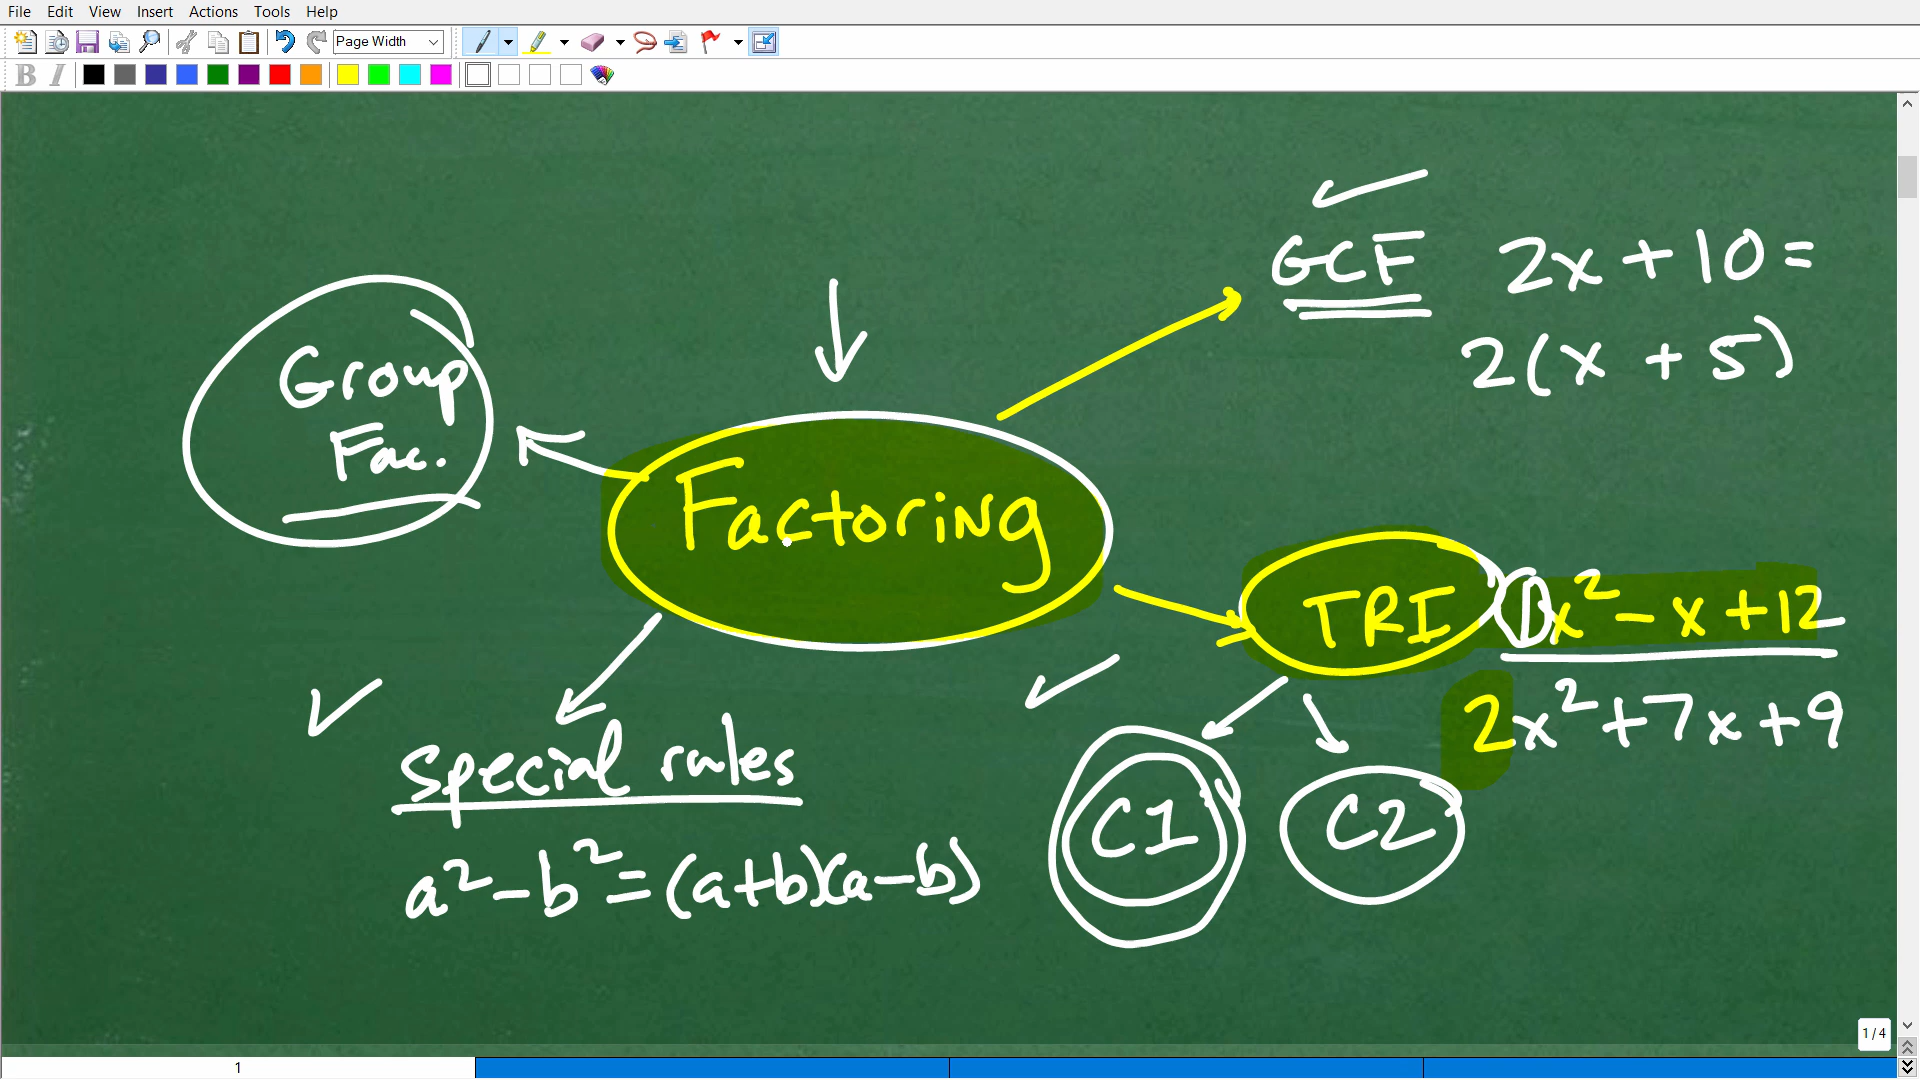 File Edit View Insert Actions Tools Help
Page Width
B I
GCF 2x + 10 =
2(x + 5)
Group
Fac.
Factoring
TRI 1x² - x + 12
2x² + 7x + 9
Special rules
a² - b² = (a+b)(a-b)
C1 C2
1 / 4
1